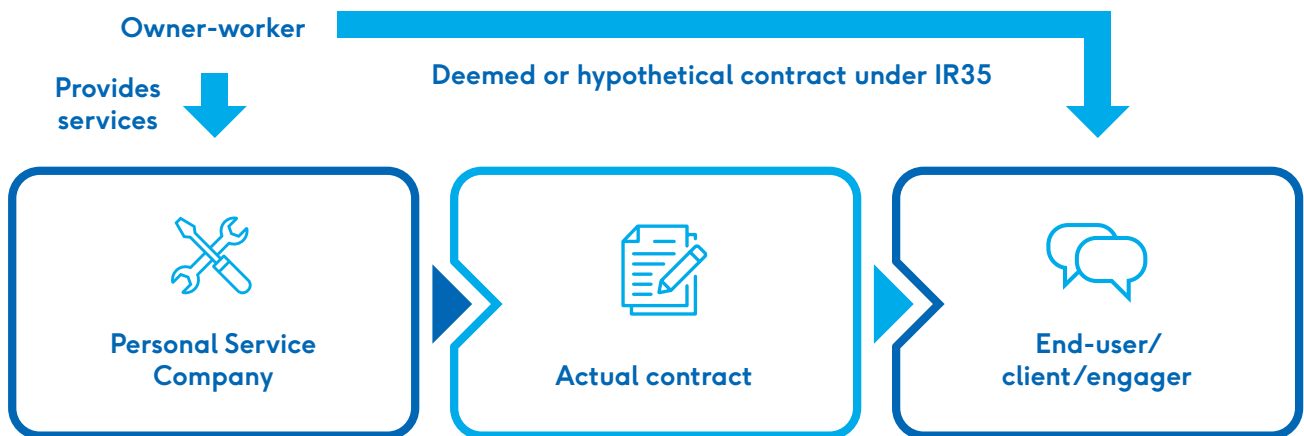 Owner-worker
Deemed or hypothetical contract under IR35
Provides
services
Personal Service
Company
Actual contract
End-user/
client/engager